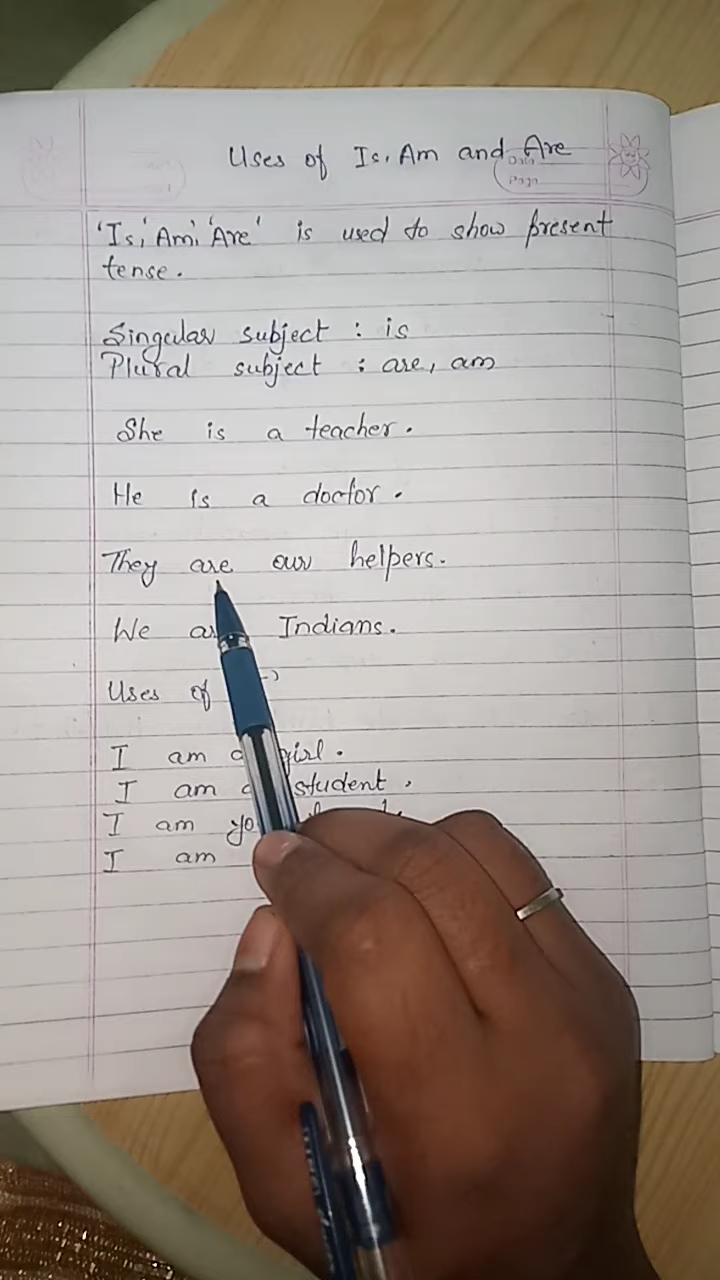 Uses of Is, Am and Are
Date
Page
'Is,' Am', 'Are' is used to show present
tense.
Singular subject : is
Plural subject : are, am
She is a teacher.
He is a doctor.
They are our helpers.
We Indians.
Uses of
I am girl.
I am student.
I am
I am